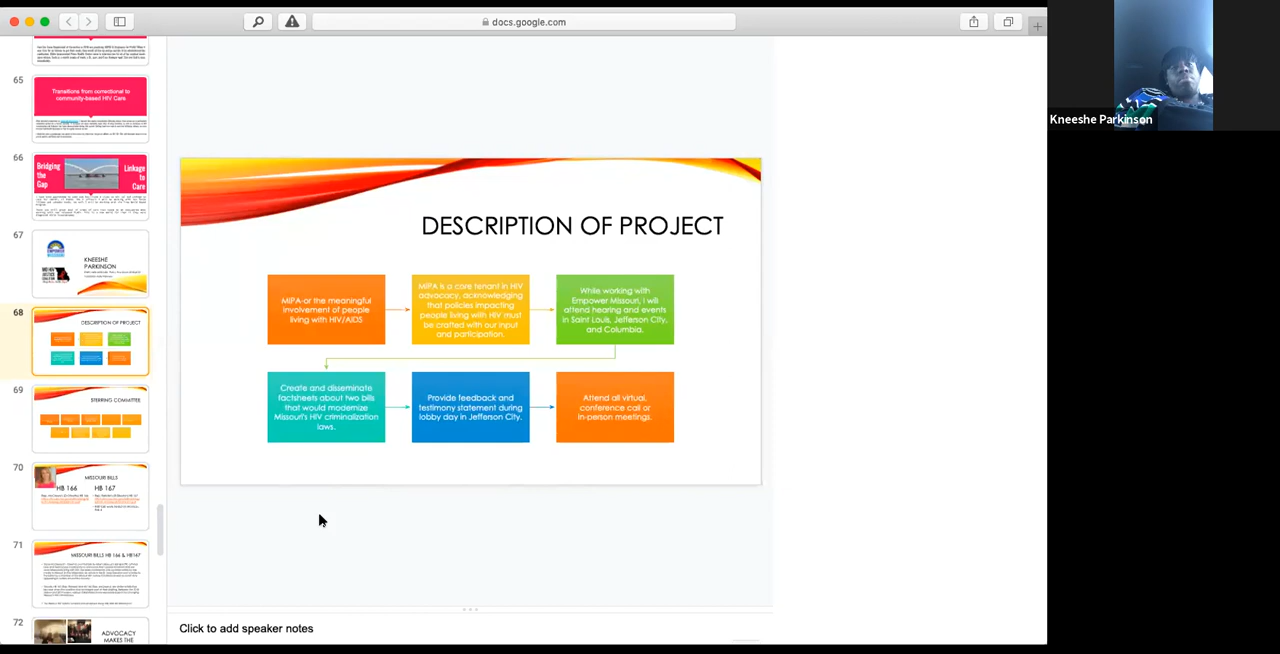 docs.google.com
65
Transitions from correctional to
community-based HIV Care
66
Bridging
the
Gap
Linkage
to
Care
67
KNEESHE
PARKINSON
68
DESCRIPTION OF PROJECT
69
STERRING COMMITTEE
70
MISSOURI BILLS
HB 166
HB 167
71
MISSOURI BILLS HB 166 & HB167
72
ADVOCACY
MAKES THE
DESCRIPTION OF PROJECT
MIPA-or the meaningful
involvement of people
living with HIV/AIDS
MIPA is a core tenant in HIV
advocacy, acknowledging
that policies impacting
people living with HIV must
be crafted with our input
and participation.
While working with
Empower Missouri, I will
attend hearing and events
in Saint Louis, Jefferson City,
and Columbia.
Create and disseminate
factsheets about two bills
that would modernize
Missouri's HIV criminalization
laws.
Provide feedback and
testimony statement during
lobby day in Jefferson City.
Attend all virtual,
conference call or
in-person meetings.
Click to add speaker notes
Kneeshe Parkinson